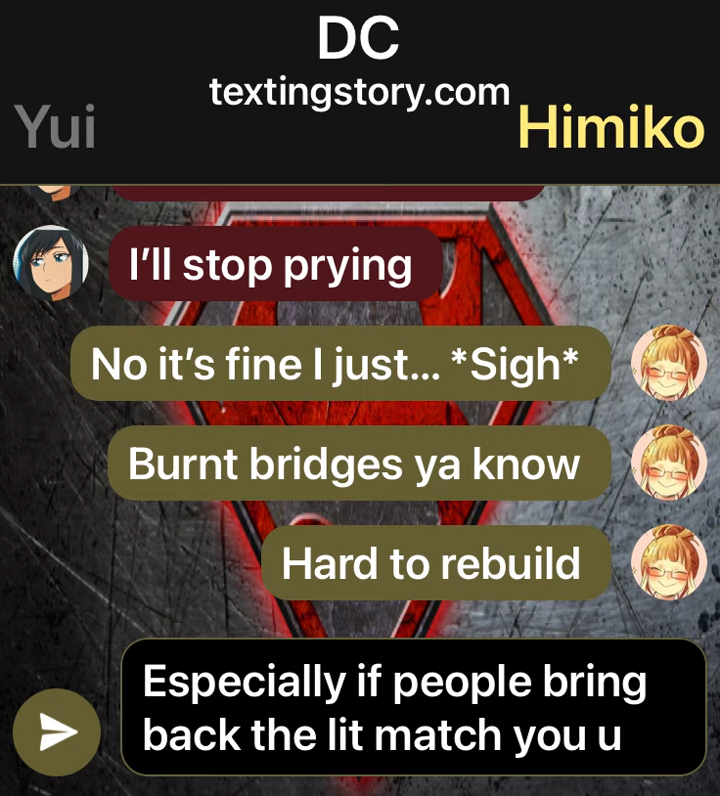 DC
textingstory.com
Yui
Himiko
I’ll stop prying
No it’s fine I just... *Sigh*
Burnt bridges ya know
Hard to rebuild
Especially if people bring
back the lit match you u